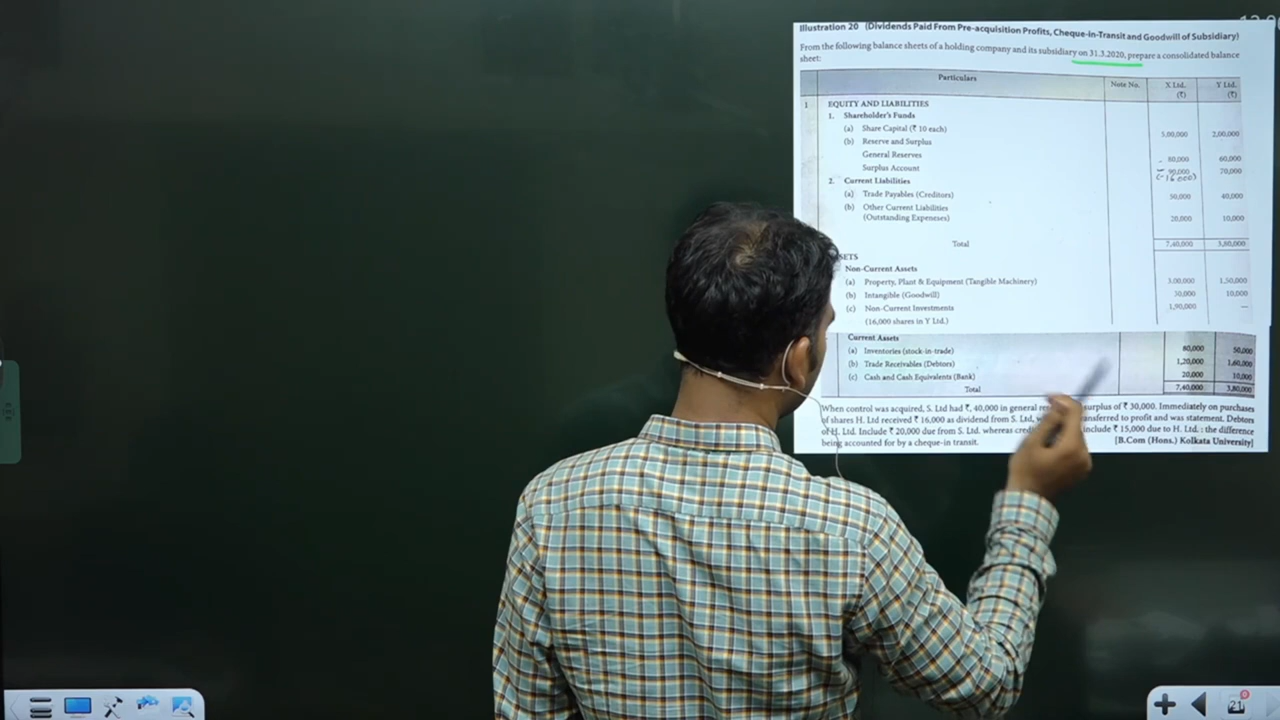 Illustration 20 (Dividends Paid From Pre-acquisition Profits, Cheque-in-Transit and Goodwill of Subsidiary)
From the following balance sheets of a holding company and its subsidiary on 31.3.2020, prepare a consolidated balance
sheet:
Particulars Note No. X Ltd. (₹) Y Ltd. (₹)
1 EQUITY AND LIABILITIES
1. Shareholder's Funds
(a) Share Capital (₹ 10 each) 5,00,000 2,00,000
(b) Reserve and Surplus
General Reserves 80,000 60,000
Surplus Account 90,000 70,000
(-16,000)
2. Current Liabilities
(a) Trade Payables (Creditors) 50,000 40,000
(b) Other Current Liabilities
(Outstanding Expeneses) 20,000 10,000
Total 7,40,000 3,80,000
SETS
Non-Current Assets
(a) Property, Plant & Equipment (Tangible Machinery) 3,00,000 1,50,000
(b) Intangible (Goodwill) 30,000 10,000
(c) Non-Current Investments 1,90,000 —
(16,000 shares in Y Ltd.)
Current Assets
(a) Inventories (stock-in-trade) 80,000 50,000
(b) Trade Receivables (Debtors) 1,20,000 1,60,000
(c) Cash and Cash Equivalents (Bank) 20,000 10,000
Total 7,40,000 3,80,000
When control was acquired, S. Ltd had ₹, 40,000 in general surplus of ₹ 30,000. Immediately on purchases
of shares H. Ltd received ₹ 16,000 as dividend from S. Ltd, transferred to profit and was statement. Debtors
of H. Ltd. Include ₹ 20,000 due from S. Ltd. whereas include ₹ 15,000 due to H. Ltd. : the difference
being accounted for by a cheque-in transit. [B.Com (Hons.) Kolkata University]
21